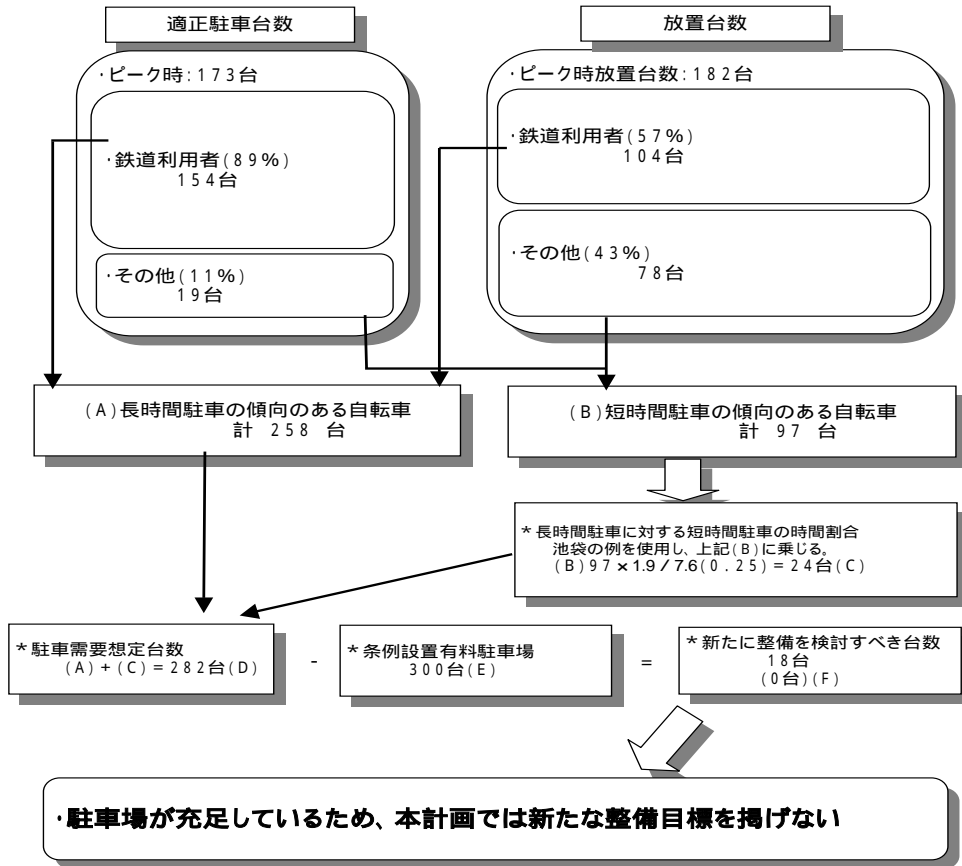 適正駐車台数
放置台数
・ピーク時：173台
・鉄道利用者(89%)
154台
・その他(11%)
19台
・ピーク時放置台数：182台
・鉄道利用者(57%)
104台
・その他(43%)
78台
(A)長時間駐車の傾向のある自転車
計 258 台
(B)短時間駐車の傾向のある自転車
計 97 台
*長時間駐車に対する短時間駐車の時間割合
池袋の例を使用し、上記(B)に乗じる。
(B)97×1.9/7.6(0.25)=24台(C)
*駐車需要想定台数
(A)+(C)=282台(D)
-
*条例設置有料駐車場
300台(E)
=
*新たに整備を検討すべき台数
18台
(0台)(F)
・駐車場が充足しているため、本計画では新たな整備目標を掲げない